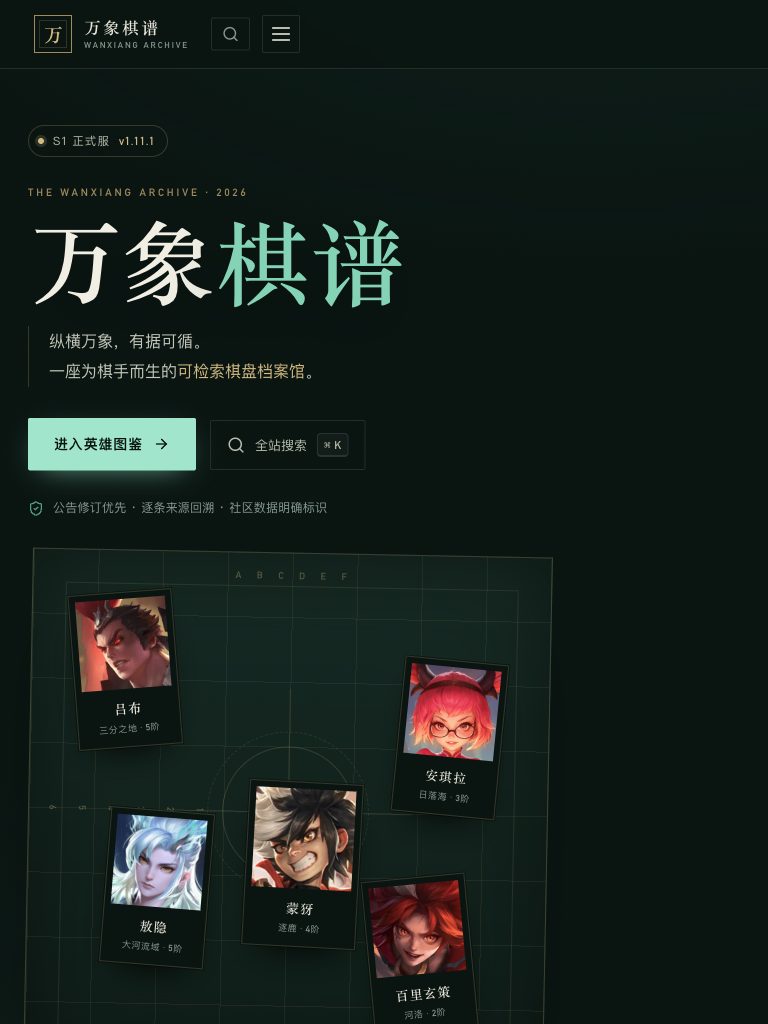 万
万象棋谱
WANXIANG ARCHIVE
S1 正式服 v1.11.1
THE WANXIANG ARCHIVE · 2026
万象棋谱
纵横万象，有据可循。
一座为棋手而生的可检索棋盘档案馆。
进入英雄图鉴 →
全站搜索 ⌘ K
公告修订优先 · 逐条来源回溯 · 社区数据明确标识
A B C D E F
吕布
三分之地 · 5阶
安琪拉
日落海 · 3阶
6 5 2 1
蒙犽
逐鹿 · 4阶
敖隐
大河流域 · 5阶
百里玄策
河洛 · 2阶